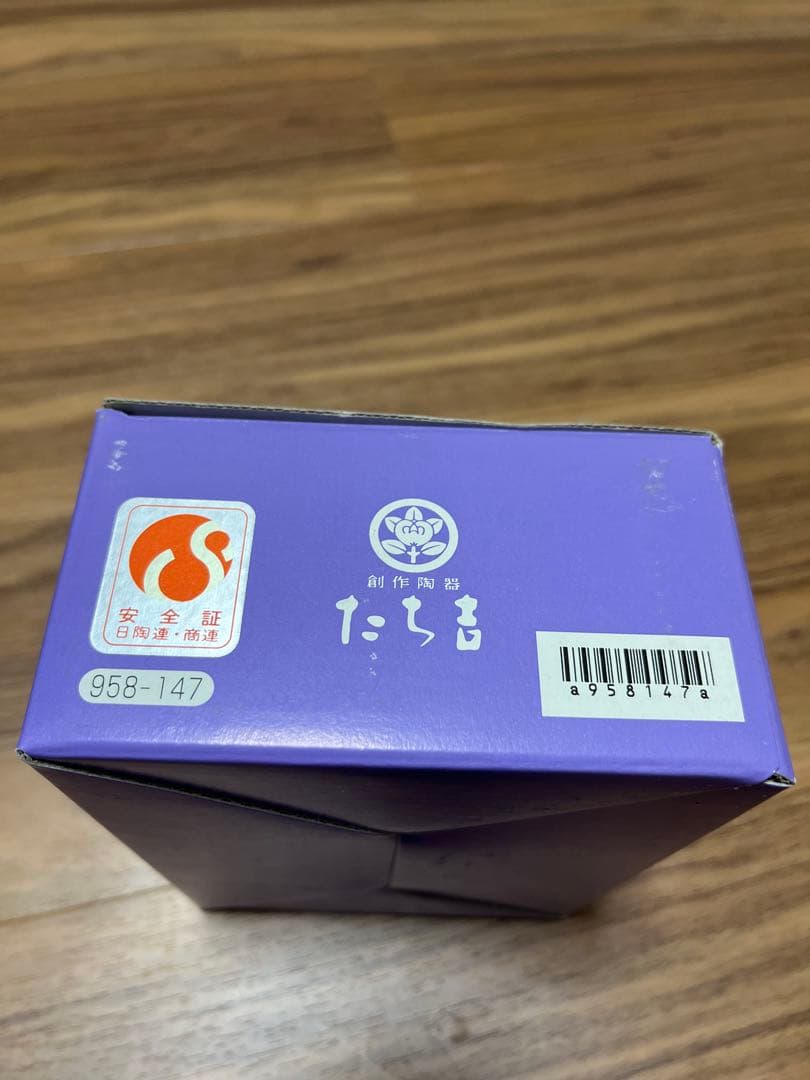 安全証
日陶連・商連
958-147
創作陶器
たち吉
a958147a